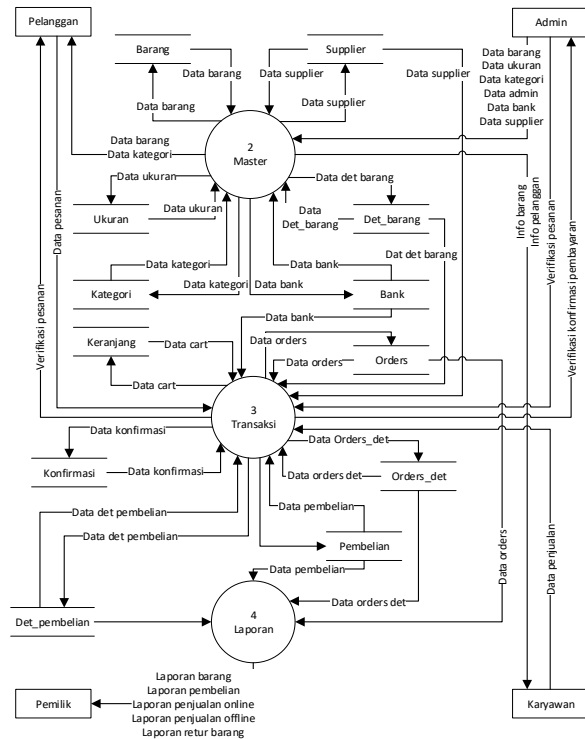 Pelanggan
Admin
Barang
Supplier
Data barang
Data supplier
Data supplier
Data barang
Data supplier
Data barang
Data ukuran
Data kategori
Data admin
Data bank
Data supplier
2
Master
Data barang
Data kategori
Data ukuran
Ukuran
Data ukuran
Data det barang
Data
Det_barang
Det_barang
Dat det barang
Data pesanan
Verifikasi pesanan
Info barang
Info pelanggan
Verifikasi pesanan
Verifikasi konfirmasi pembayaran
Data kategori
Kategori
Data kategori
Data bank
Data bank
Bank
Keranjang
Data cart
Data cart
Data bank
Data orders
Data orders
Orders
3
Transaksi
Data konfirmasi
Konfirmasi
Data konfirmasi
Data Orders_det
Data orders det
Orders_det
Data det pembelian
Data det pembelian
Data pembelian
Pembelian
Data pembelian
Data orders det
Data orders
Data penjualan
Det_pembelian
4
Laporan
Laporan barang
Laporan pembelian
Laporan penjualan online
Laporan penjualan offline
Laporan retur barang
Pemilik
Karyawan